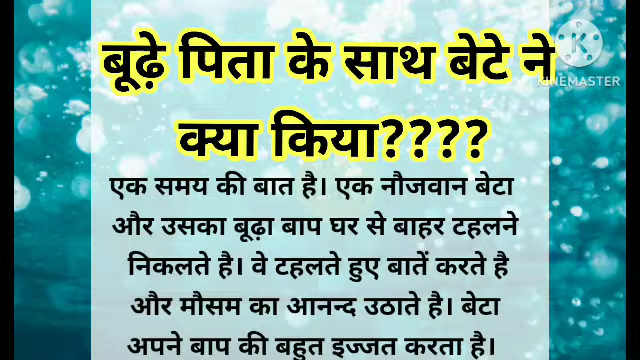 बूढ़े पिता के साथ बेटे ने
क्या किया????
K
KINEMASTER
एक समय की बात है। एक नौजवान बेटा
और उसका बूढ़ा बाप घर से बाहर टहलने
निकलते है। वे टहलते हुए बातें करते है
और मौसम का आनन्द उठाते है। बेटा
अपने बाप की बहुत इज्जत करता है।